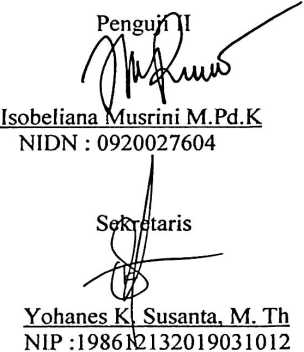 Penguji II
Isobeliana Musrini M.Pd.K
NIDN : 0920027604
Sekretaris
Yohanes K. Susanta, M. Th
NIP :198612132019031012